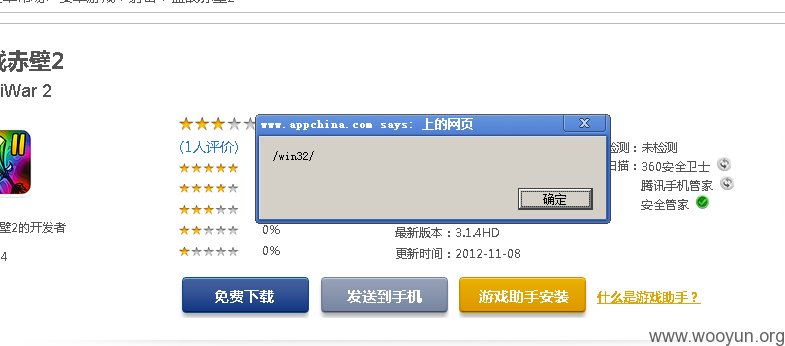 战赤壁2
iWar 2
www.appchina.com says: 上的网页
/win32/
确定
(1人评价)
检测：未检测
扫描：360安全卫士
腾讯手机管家
安全管家
壁2的开发者
4
0%
最新版本：3.1.4HD
0%
更新时间：2012-11-08
免费下载
发送到手机
游戏助手安装
什么是游戏助手？
www.wooyun.org